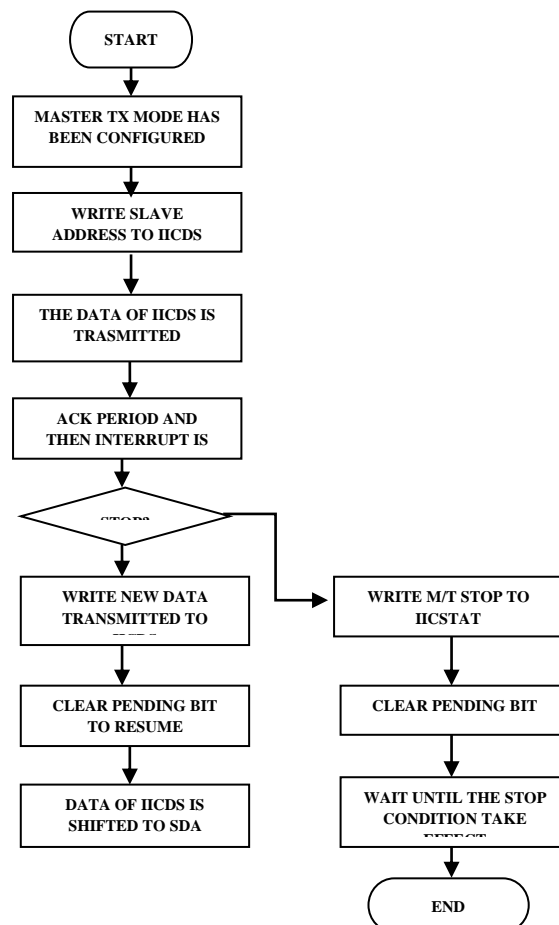 START
MASTER TX MODE HAS
BEEN CONFIGURED
WRITE SLAVE
ADDRESS TO IICDS
THE DATA OF IICDS IS
TRASMITTED
ACK PERIOD AND
THEN INTERRUPT IS
STOP?
WRITE NEW DATA
TRANSMITTED TO
CLEAR PENDING BIT
TO RESUME
DATA OF IICDS IS
SHIFTED TO SDA
WRITE M/T STOP TO
IICSTAT
CLEAR PENDING BIT
WAIT UNTIL THE STOP
CONDITION TAKE
EFFECT
END